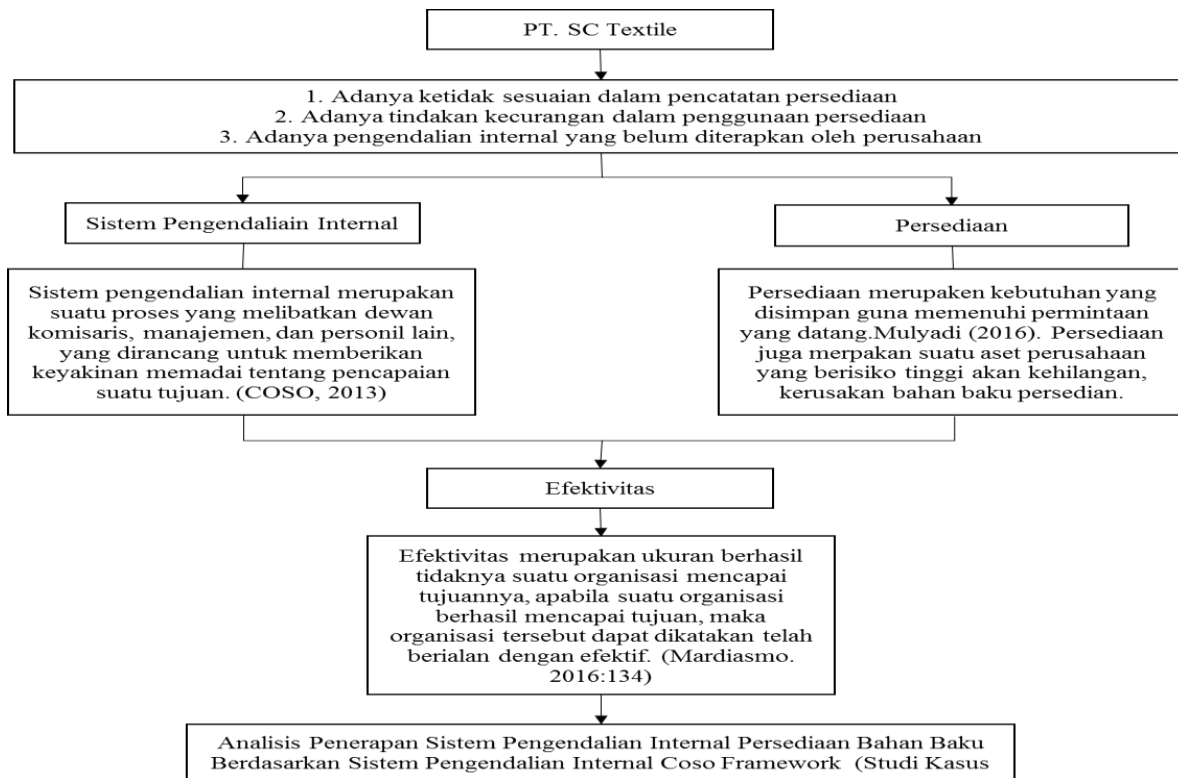 PT. SC Textile
1. Adanya ketidak sesuaian dalam pencatatan persediaan
2. Adanya tindakan kecurangan dalam penggunaan persediaan
3. Adanya pengendalian internal yang belum diterapkan oleh perusahaan
Sistem Pengendaliain Internal
Persediaan
Sistem pengendalian internal merupakan
suatu proses yang melibatkan dewan
komisaris, manajemen, dan personil lain,
yang dirancang untuk memberikan
keyakinan memadai tentang pencapaian
suatu tujuan. (COSO, 2013)
Persediaan merupaken kebutuhan yang
disimpan guna memenuhi permintaan
yang datang.Mulyadi (2016). Persediaan
juga merpakan suatu aset perusahaan
yang berisiko tinggi akan kehilangan,
kerusakan bahan baku persedian.
Efektivitas
Efektivitas merupakan ukuran berhasil
tidaknya suatu organisasi mencapai
tujuannya, apabila suatu organisasi
berhasil mencapai tujuan, maka
organisasi tersebut dapat dikatakan telah
berialan dengan efektif. (Mardiasmo.
2016:134)
Analisis Penerapan Sistem Pengendalian Internal Persediaan Bahan Baku
Berdasarkan Sistem Pengendalian Internal Coso Framework (Studi Kasus